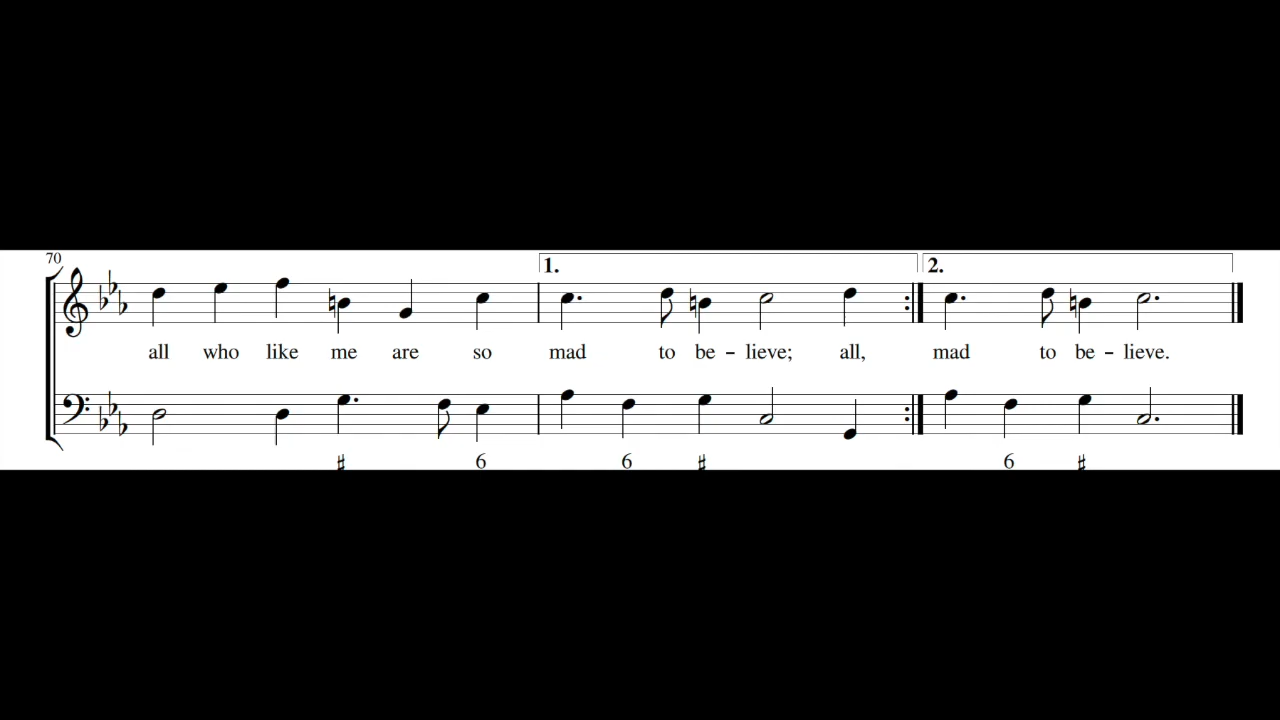 70
1. 2.
all who like me are so mad to be - lieve; all, mad to be - lieve.
♯ 6 6 ♯ 6 ♯